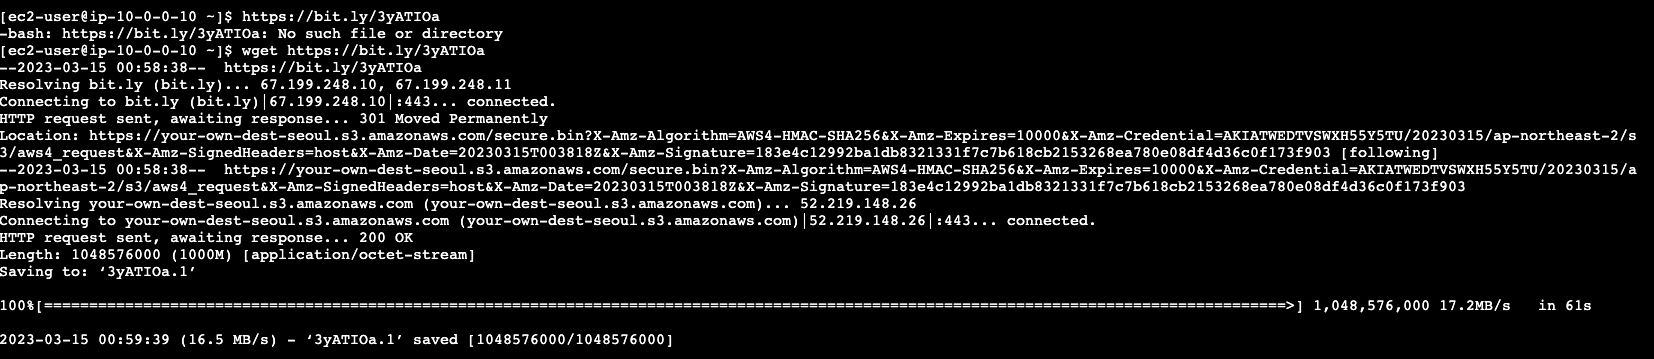 [ec2-user@ip-10-0-0-10 ~]$ https://bit.ly/3yATIOa
-bash: https://bit.ly/3yATIOa: No such file or directory
[ec2-user@ip-10-0-0-10 ~]$ wget https://bit.ly/3yATIOa
--2023-03-15 00:58:38--  https://bit.ly/3yATIOa
Resolving bit.ly (bit.ly)... 67.199.248.10, 67.199.248.11
Connecting to bit.ly (bit.ly)|67.199.248.10|:443... connected.
HTTP request sent, awaiting response... 301 Moved Permanently
Location: https://your-own-dest-seoul.s3.amazonaws.com/secure.bin?X-Amz-Algorithm=AWS4-HMAC-SHA256&X-Amz-Expires=10000&X-Amz-Credential=AKIATWEDTVSWXH55Y5TU/20230315/ap-northeast-2/s
3/aws4_request&X-Amz-SignedHeaders=host&X-Amz-Date=20230315T003818Z&X-Amz-Signature=183e4c12992ba1db8321331f7c7b618cb2153268ea780e08df4d36c0f173f903 [following]
--2023-03-15 00:58:38--  https://your-own-dest-seoul.s3.amazonaws.com/secure.bin?X-Amz-Algorithm=AWS4-HMAC-SHA256&X-Amz-Expires=10000&X-Amz-Credential=AKIATWEDTVSWXH55Y5TU/20230315/a
p-northeast-2/s3/aws4_request&X-Amz-SignedHeaders=host&X-Amz-Date=20230315T003818Z&X-Amz-Signature=183e4c12992ba1db8321331f7c7b618cb2153268ea780e08df4d36c0f173f903
Resolving your-own-dest-seoul.s3.amazonaws.com (your-own-dest-seoul.s3.amazonaws.com)... 52.219.148.26
Connecting to your-own-dest-seoul.s3.amazonaws.com (your-own-dest-seoul.s3.amazonaws.com)|52.219.148.26|:443... connected.
HTTP request sent, awaiting response... 200 OK
Length: 1048576000 (1000M) [application/octet-stream]
Saving to: ‘3yATIOa.1’
100%[==========================================================================================================================================>] 1,048,576,000 17.2MB/s   in 61s
2023-03-15 00:59:39 (16.5 MB/s) - ‘3yATIOa.1’ saved [1048576000/1048576000]